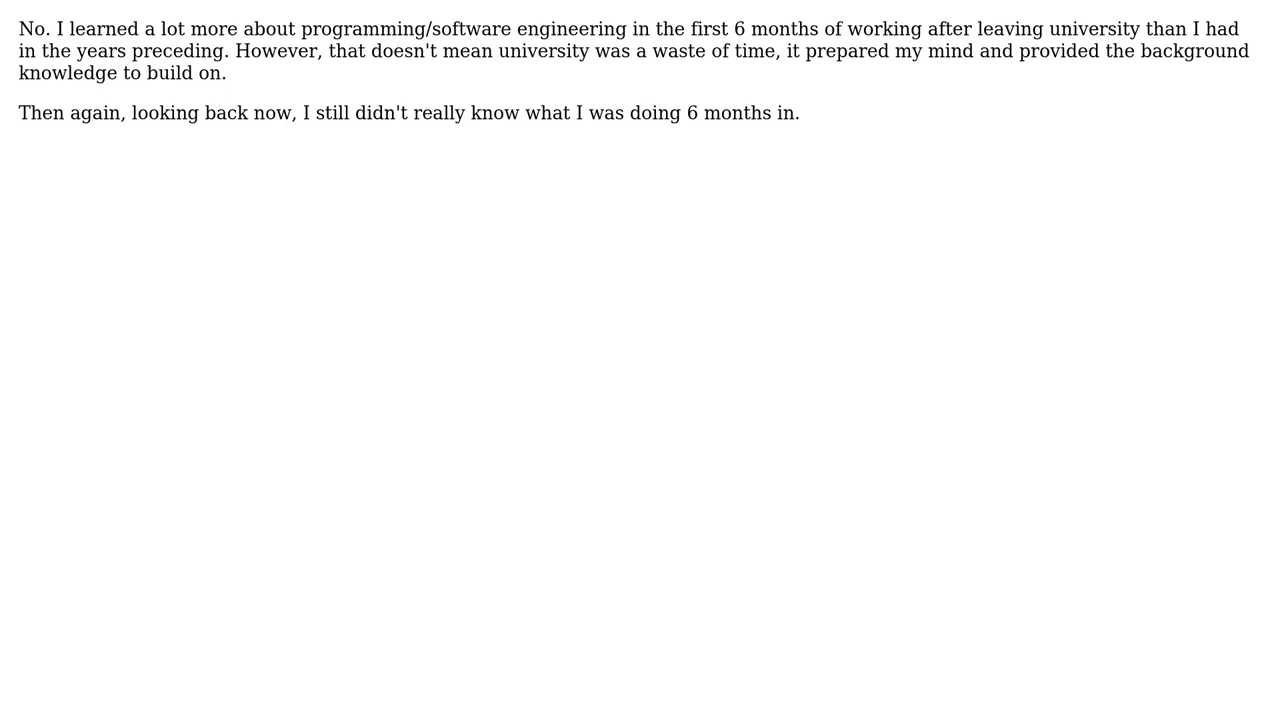 No. I learned a lot more about programming/software engineering in the first 6 months of working after leaving university than I had
in the years preceding. However, that doesn't mean university was a waste of time, it prepared my mind and provided the background
knowledge to build on.
Then again, looking back now, I still didn't really know what I was doing 6 months in.